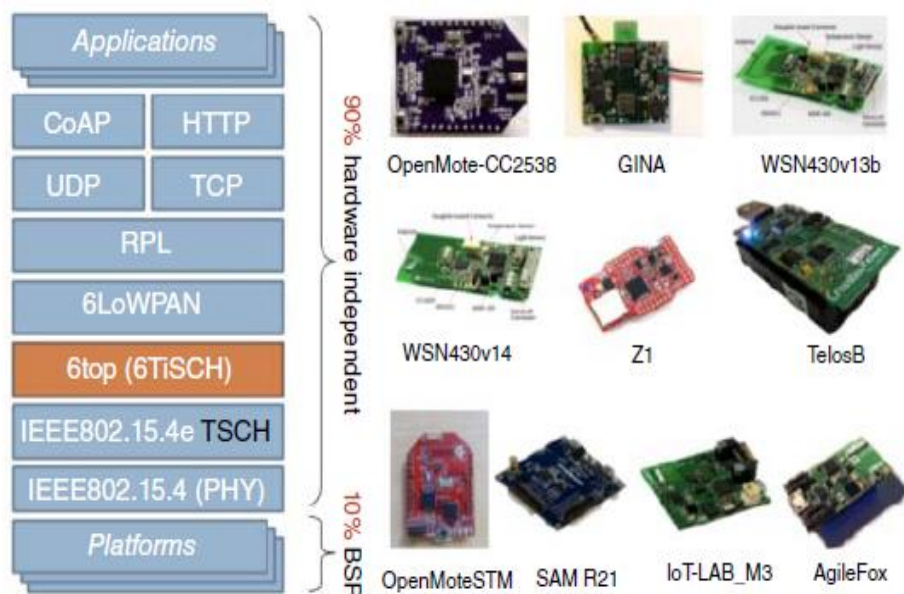 Applications
CoAP HTTP
UDP TCP
RPL
6LoWPAN
6top (6TiSCH)
IEEE802.15.4e TSCH
IEEE802.15.4 (PHY)
Platforms
90% hardware independent
10% BSP
OpenMote-CC2538 GINA WSN430v13b
WSN430v14 Z1 TelosB
OpenMoteSTM SAM R21 IoT-LAB_M3 AgileFox